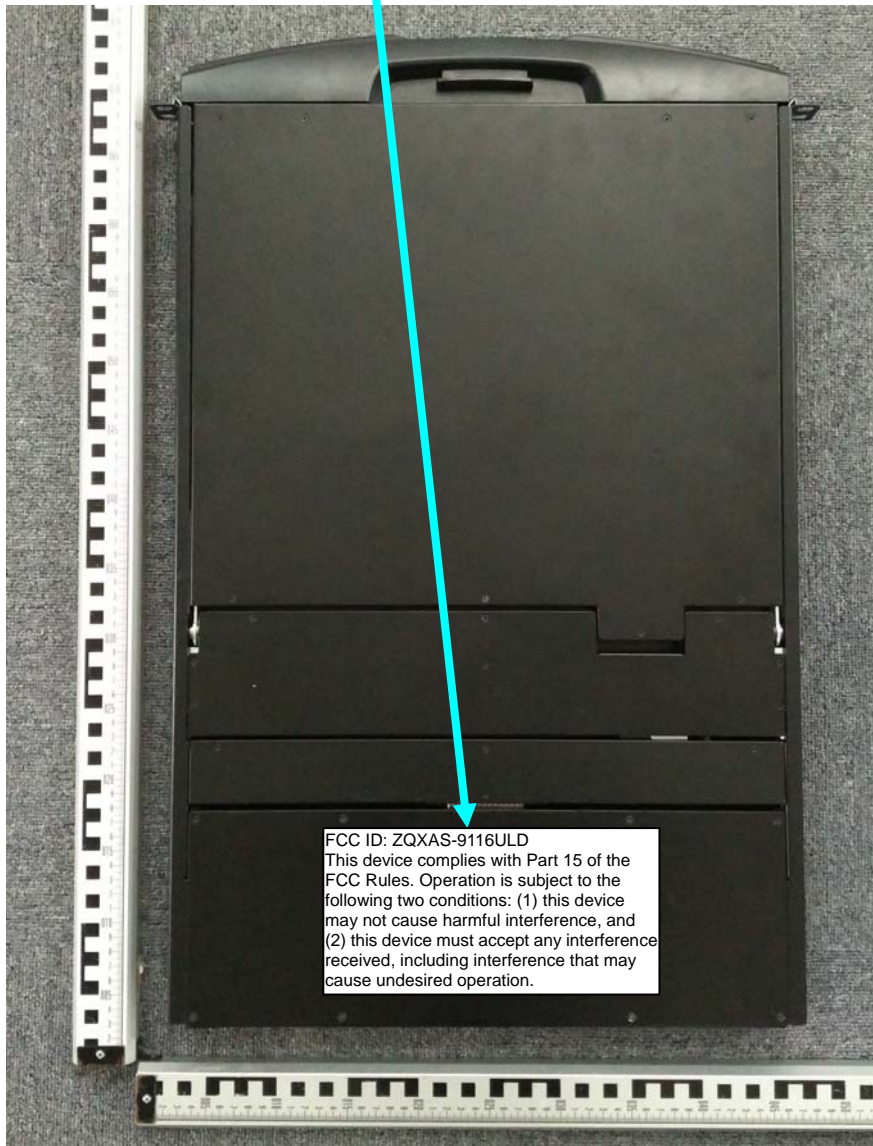 FCC ID: ZQXAS-9116ULD
This device complies with Part 15 of the
FCC Rules. Operation is subject to the
following two conditions: (1) this device
may not cause harmful interference, and
(2) this device must accept any interference
received, including interference that may
cause undesired operation.